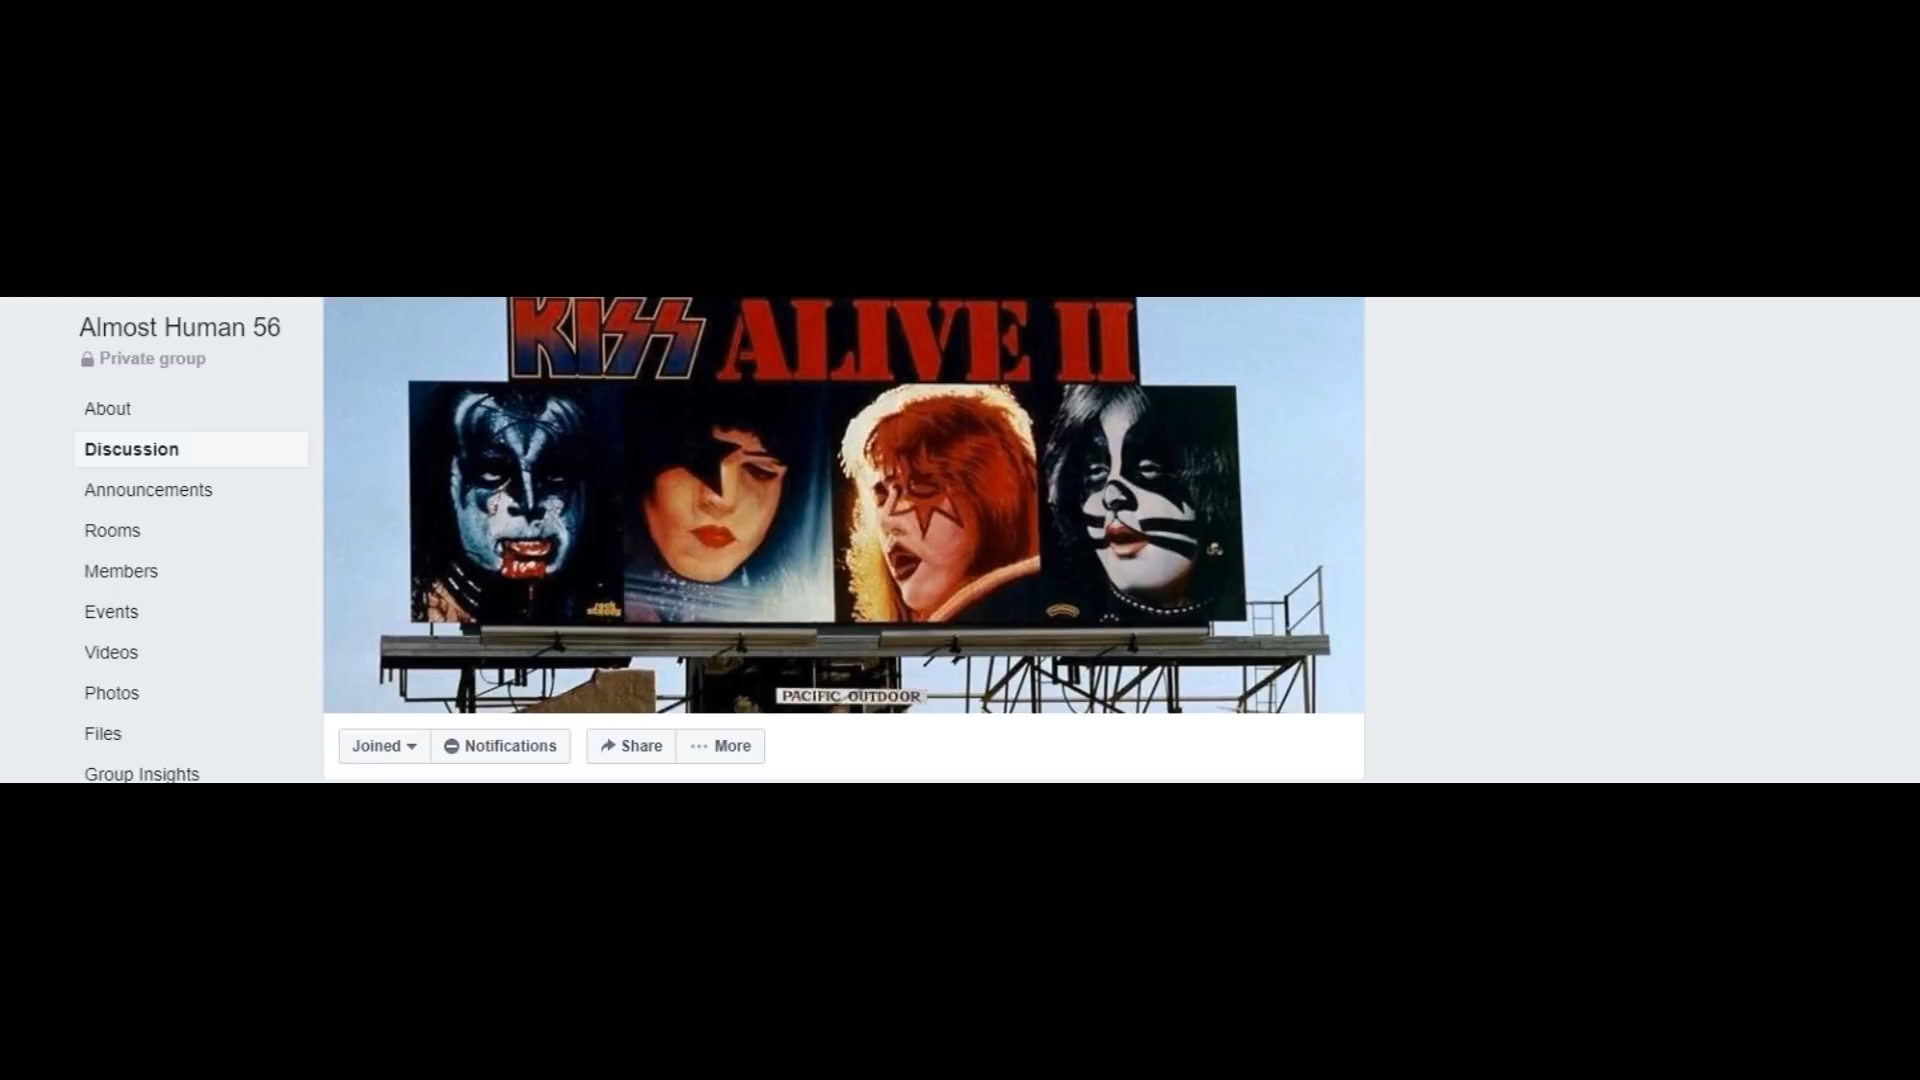 Almost Human 56
Private group
About
Discussion
Announcements
Rooms
Members
Events
Videos
Photos
Files
Group Insights
KISS ALIVE II
PACIFIC OUTDOOR
Joined
Notifications
Share
More